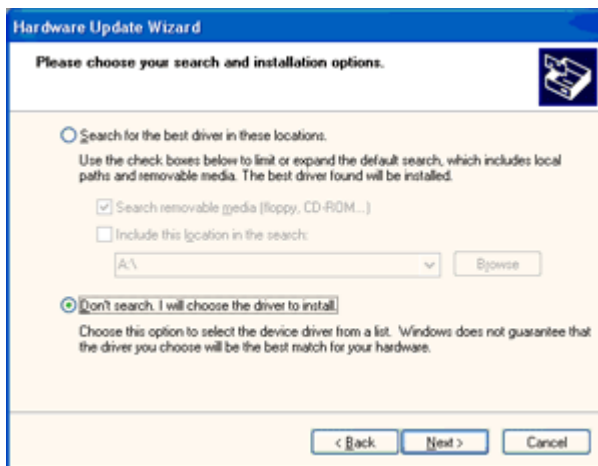 Hardware Update Wizard
Please choose your search and installation options.
Search for the best driver in these locations.
Use the check boxes below to limit or expand the default search, which includes local
paths and removable media. The best driver found will be installed.
Search removable media (floppy, CD-ROM...)
Include this location in the search:
A:\
Browse
Don't search. I will choose the driver to install.
Choose this option to select the device driver from a list. Windows does not guarantee that
the driver you choose will be the best match for your hardware.
< Back Next > Cancel